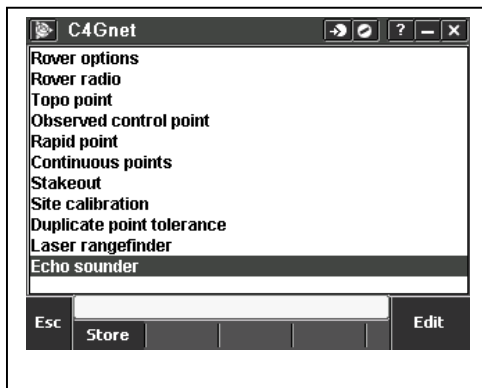 C4Gnet ? – x
Rover options
Rover radio
Topo point
Observed control point
Rapid point
Continuous points
Stakeout
Site calibration
Duplicate point tolerance
Laser rangefinder
Echo sounder
Esc Store Edit